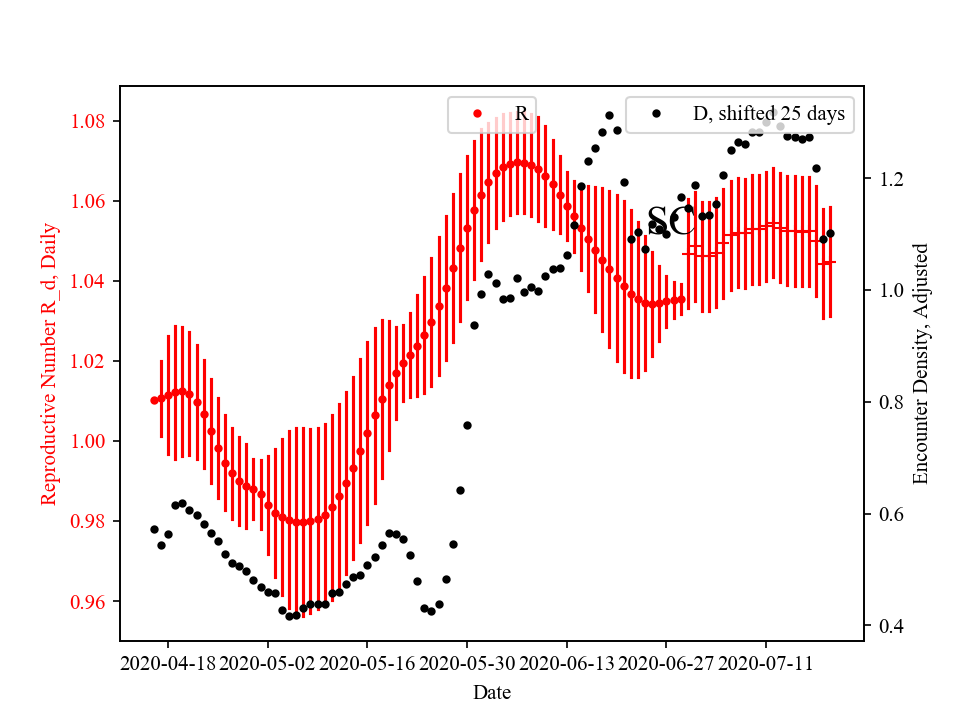 R
D, shifted 25 days
SC
Reproductive Number R_d, Daily
1.08
1.06
1.04
1.02
1.00
0.98
0.96
1.2
1.0
0.8
0.6
0.4
Encounter Density, Adjusted
2020-04-18 2020-05-02 2020-05-16 2020-05-30 2020-06-13 2020-06-27 2020-07-11
Date